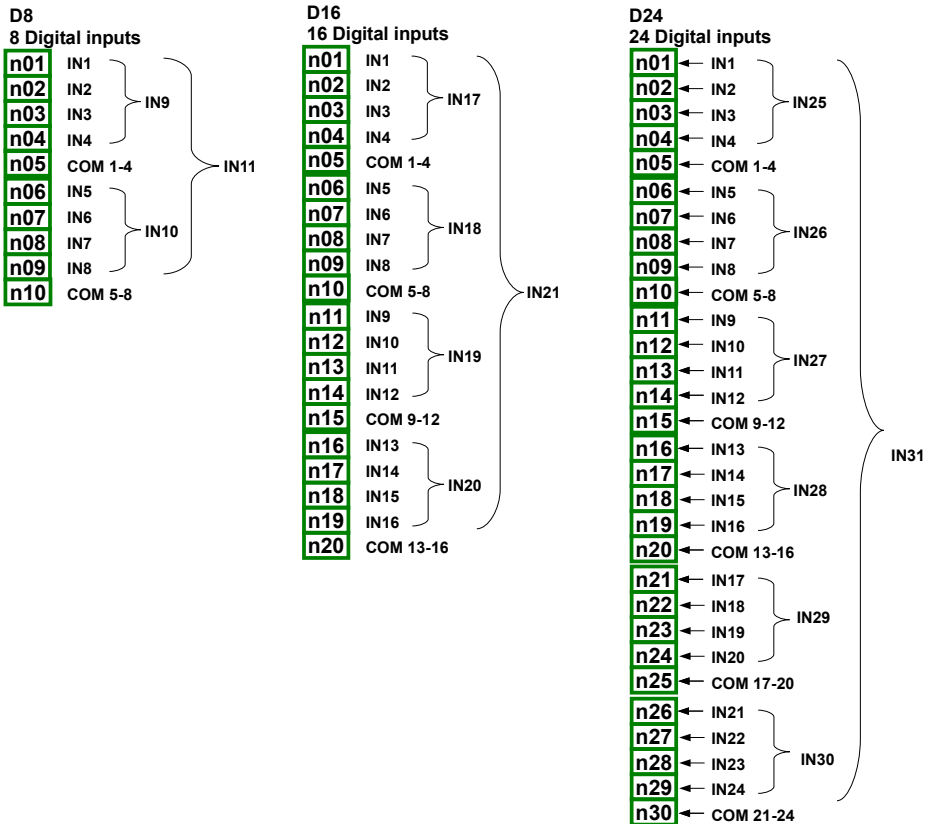 D8
8 Digital inputs
n01 IN1
n02 IN2
n03 IN3
n04 IN4
IN9
n05 COM 1-4
n06 IN5
n07 IN6
n08 IN7
n09 IN8
IN10
n10 COM 5-8
IN11
D16
16 Digital inputs
n01 IN1
n02 IN2
n03 IN3
n04 IN4
IN17
n05 COM 1-4
n06 IN5
n07 IN6
n08 IN7
n09 IN8
IN18
n10 COM 5-8
n11 IN9
n12 IN10
n13 IN11
n14 IN12
IN19
n15 COM 9-12
n16 IN13
n17 IN14
n18 IN15
n19 IN16
IN20
n20 COM 13-16
IN21
D24
24 Digital inputs
n01 IN1
n02 IN2
n03 IN3
n04 IN4
IN25
n05 COM 1-4
n06 IN5
n07 IN6
n08 IN7
n09 IN8
IN26
n10 COM 5-8
n11 IN9
n12 IN10
n13 IN11
n14 IN12
IN27
n15 COM 9-12
n16 IN13
n17 IN14
n18 IN15
n19 IN16
IN28
n20 COM 13-16
n21 IN17
n22 IN18
n23 IN19
n24 IN20
IN29
n25 COM 17-20
n26 IN21
n27 IN22
n28 IN23
n29 IN24
IN30
n30 COM 21-24
IN31